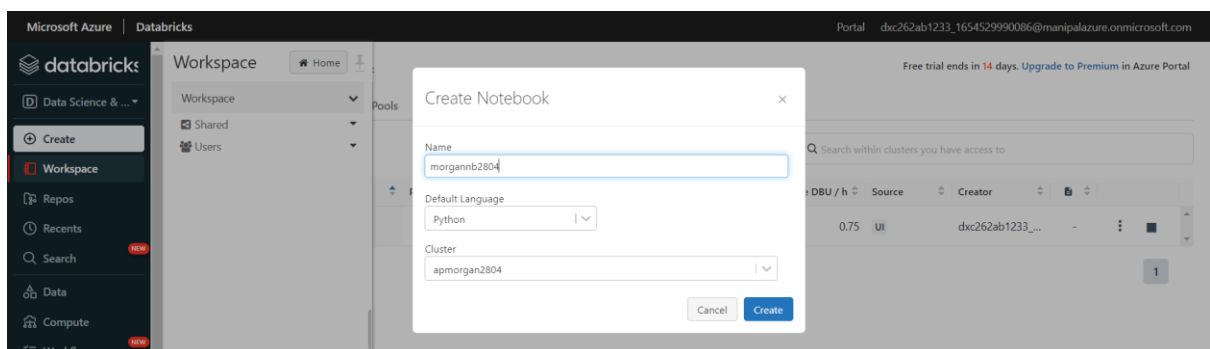 Microsoft Azure | Databricks
Portal dxc262ab1233_1654529990086@manipalazure.onmicrosoft.com
databricks
Data Science & ...
Create
Workspace
Repos
Recents
Search
NEW
Data
Compute
NEW
Workspace
Home
Workspace
Shared
Users
Pools
Free trial ends in 14 days. Upgrade to Premium in Azure Portal
Search within clusters you have access to
DBU / h Source Creator
0.75 UI dxc262ab1233_... -
1
Create Notebook ×
Name
morgannb2804
Default Language
Python
Cluster
apmorgan2804
Cancel Create